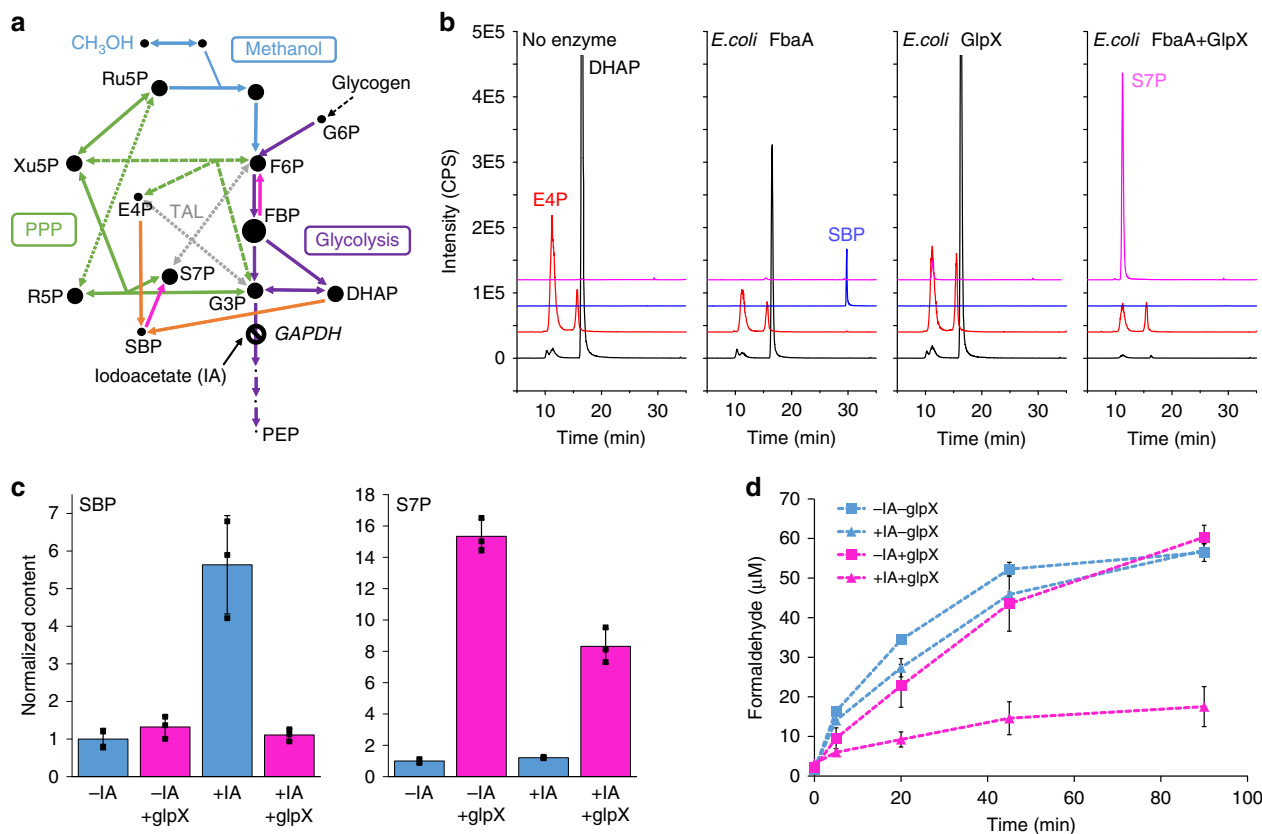 a
CH3OH
Methanol
Ru5P
Glycogen
G6P
Xu5P
F6P
E4P
TAL
FBP
PPP
Glycolysis
S7P
R5P
G3P
DHAP
SBP
GAPDH
Iodoacetate (IA)
PEP
b
5E5
4E5
3E5
2E5
1E5
0
Intensity (CPS)
No enzyme
DHAP
E4P
10 20 30
Time (min)
E.coli FbaA
SBP
10 20 30
Time (min)
E.coli GlpX
10 20 30
Time (min)
E.coli FbaA+GlpX
S7P
10 20 30
Time (min)
c
SBP
Normalized content
7
6
5
4
3
2
1
0
–IA
–IA +glpX
+IA
+IA +glpX
S7P
18
16
14
12
10
8
6
4
2
0
–IA
–IA +glpX
+IA
+IA +glpX
d
70
60
50
40
30
20
10
0
Formaldehyde (μM)
–IA–glpX
+IA–glpX
–IA+glpX
+IA+glpX
0 20 40 60 80 100
Time (min)